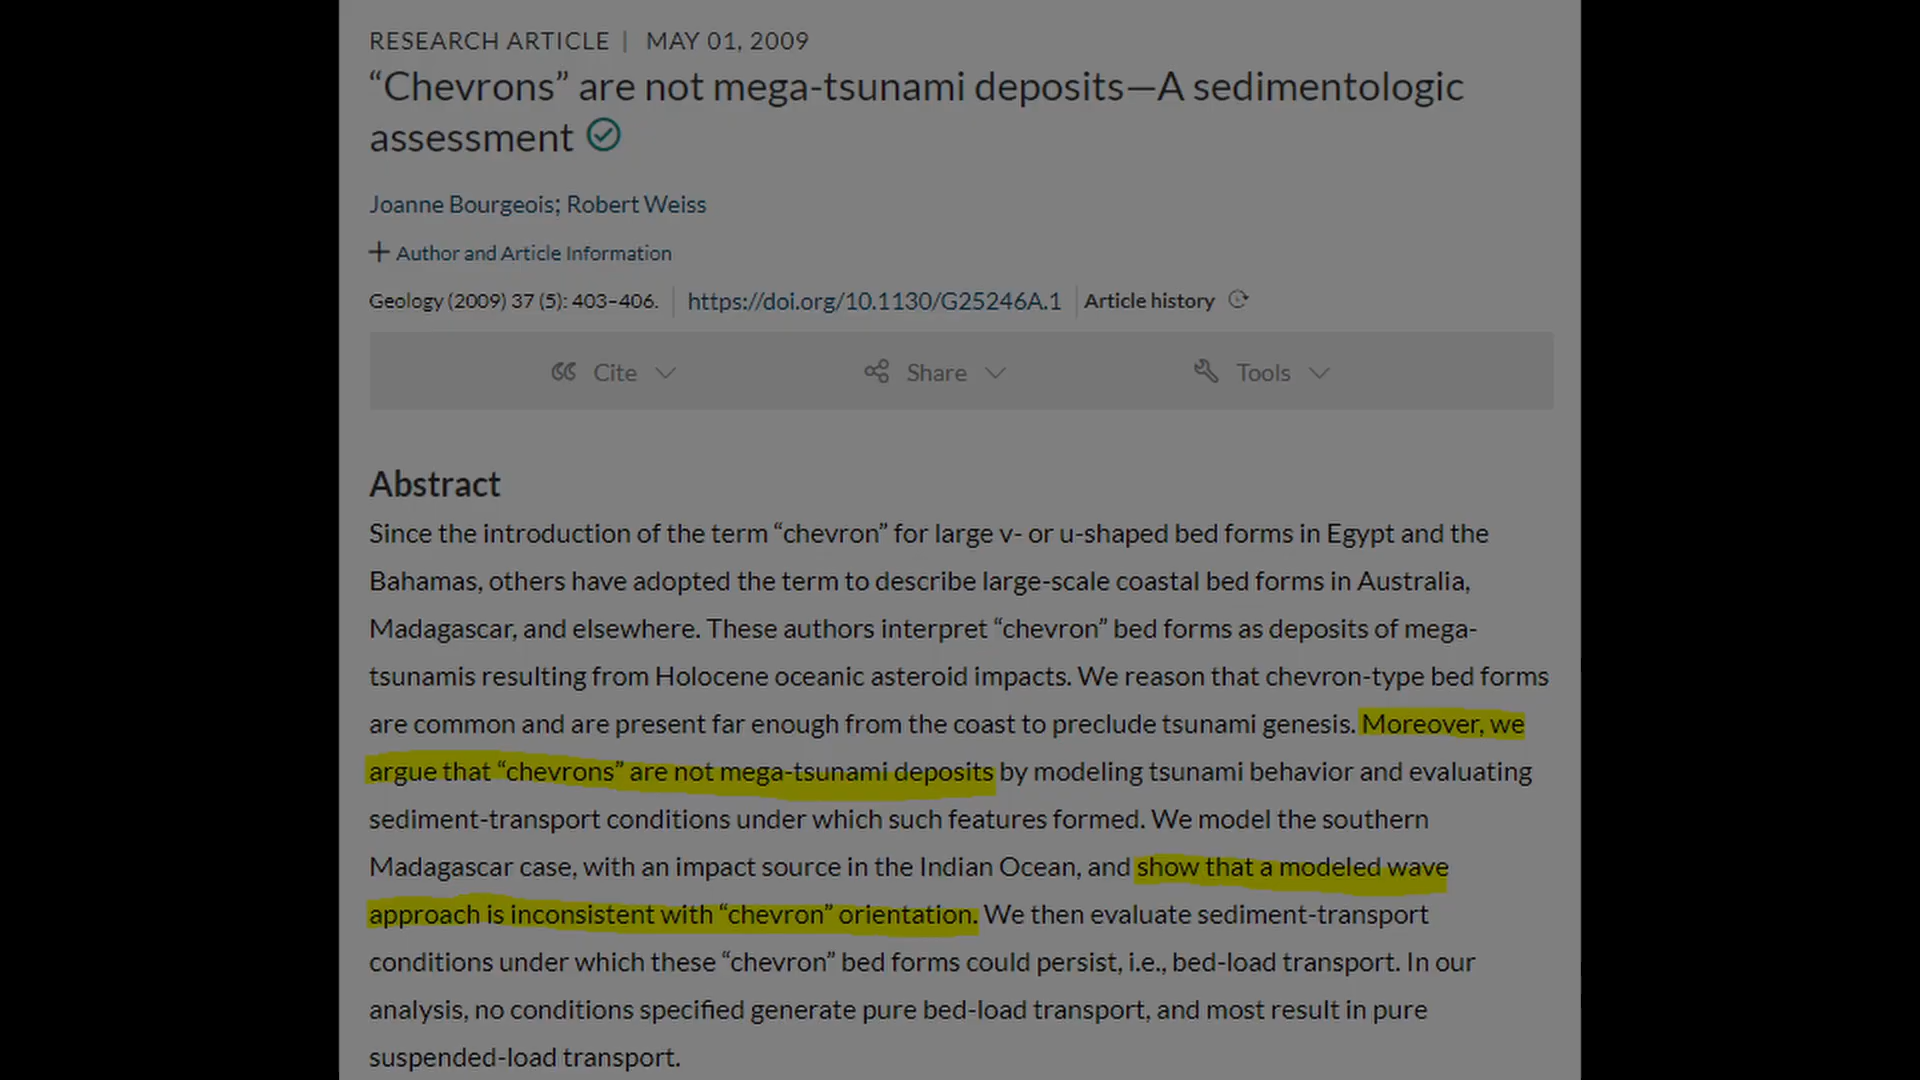 RESEARCH ARTICLE | MAY 01, 2009
“Chevrons” are not mega-tsunami deposits—A sedimentologic
assessment
Joanne Bourgeois; Robert Weiss
+ Author and Article Information
Geology (2009) 37 (5): 403–406. | https://doi.org/10.1130/G25246A.1 | Article history
Cite Share Tools
Abstract
Since the introduction of the term “chevron” for large v- or u-shaped bed forms in Egypt and the
Bahamas, others have adopted the term to describe large-scale coastal bed forms in Australia,
Madagascar, and elsewhere. These authors interpret “chevron” bed forms as deposits of mega-
tsunamis resulting from Holocene oceanic asteroid impacts. We reason that chevron-type bed forms
are common and are present far enough from the coast to preclude tsunami genesis. Moreover, we
argue that “chevrons” are not mega-tsunami deposits by modeling tsunami behavior and evaluating
sediment-transport conditions under which such features formed. We model the southern
Madagascar case, with an impact source in the Indian Ocean, and show that a modeled wave
approach is inconsistent with “chevron” orientation. We then evaluate sediment-transport
conditions under which these “chevron” bed forms could persist, i.e., bed-load transport. In our
analysis, no conditions specified generate pure bed-load transport, and most result in pure
suspended-load transport.